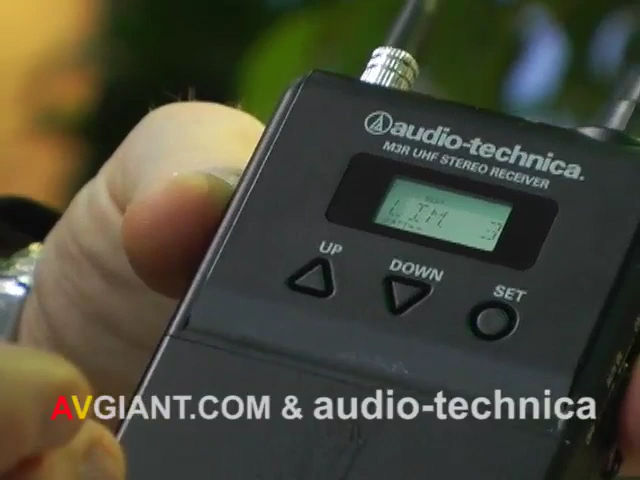 audio-technica.
M3R UHF STEREO RECEIVER
LIM 3
UP DOWN SET
AVGIANT.COM & audio-technica